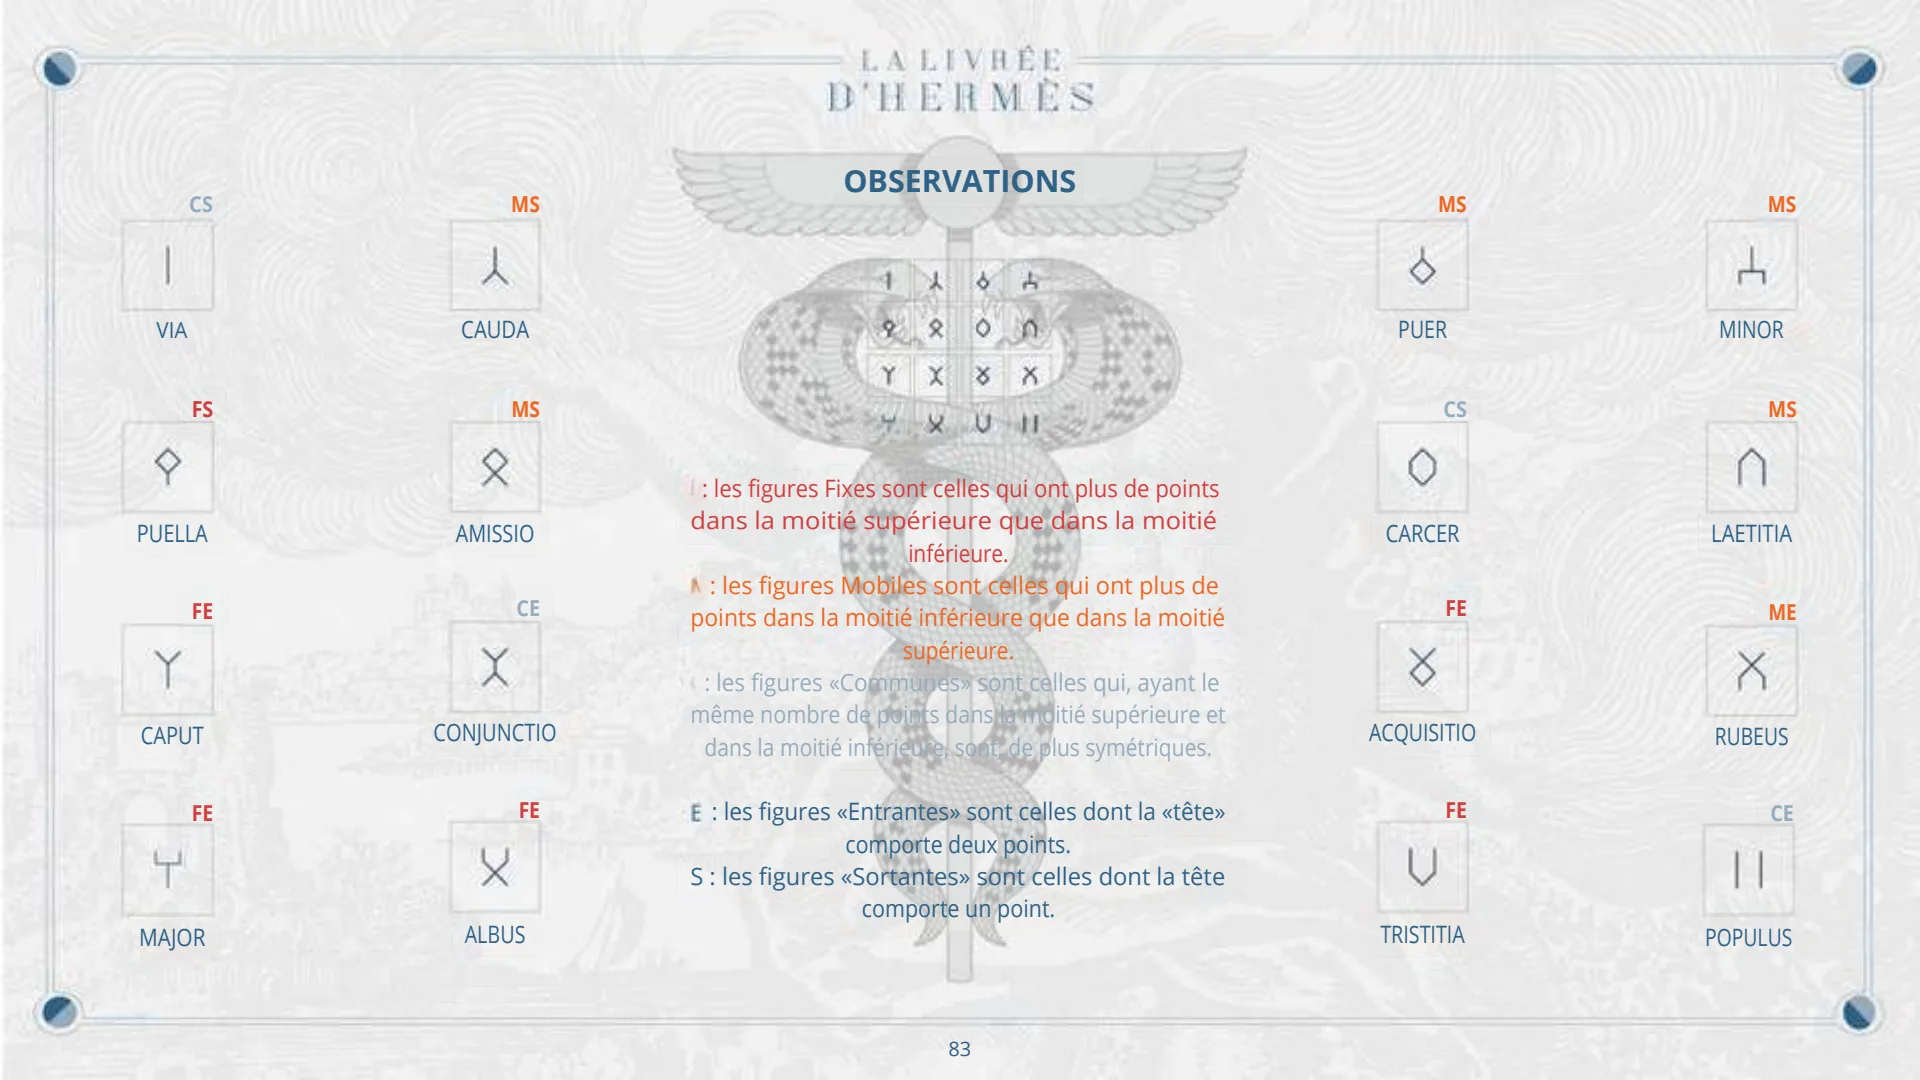 LA LIVRÉE
D'HERMÈS
OBSERVATIONS
CS
VIA
MS
CAUDA
MS
PUER
MS
MINOR
FS
PUELLA
MS
AMISSIO
CS
CARCER
MS
LAETITIA
FE
CAPUT
CE
CONJUNCTIO
FE
ACQUISITIO
ME
RUBEUS
FE
MAJOR
FE
ALBUS
FE
TRISTITIA
CE
POPULUS
: les figures Fixes sont celles qui ont plus de points
dans la moitié supérieure que dans la moitié
inférieure.
: les figures Mobiles sont celles qui ont plus de
points dans la moitié inférieure que dans la moitié
supérieure.
: les figures «Communes» sont celles qui, ayant le
même nombre de points dans la moitié supérieure et
dans la moitié inférieure, sont, de plus symétriques.
E : les figures «Entrantes» sont celles dont la «tête»
comporte deux points.
S : les figures «Sortantes» sont celles dont la tête
comporte un point.
83